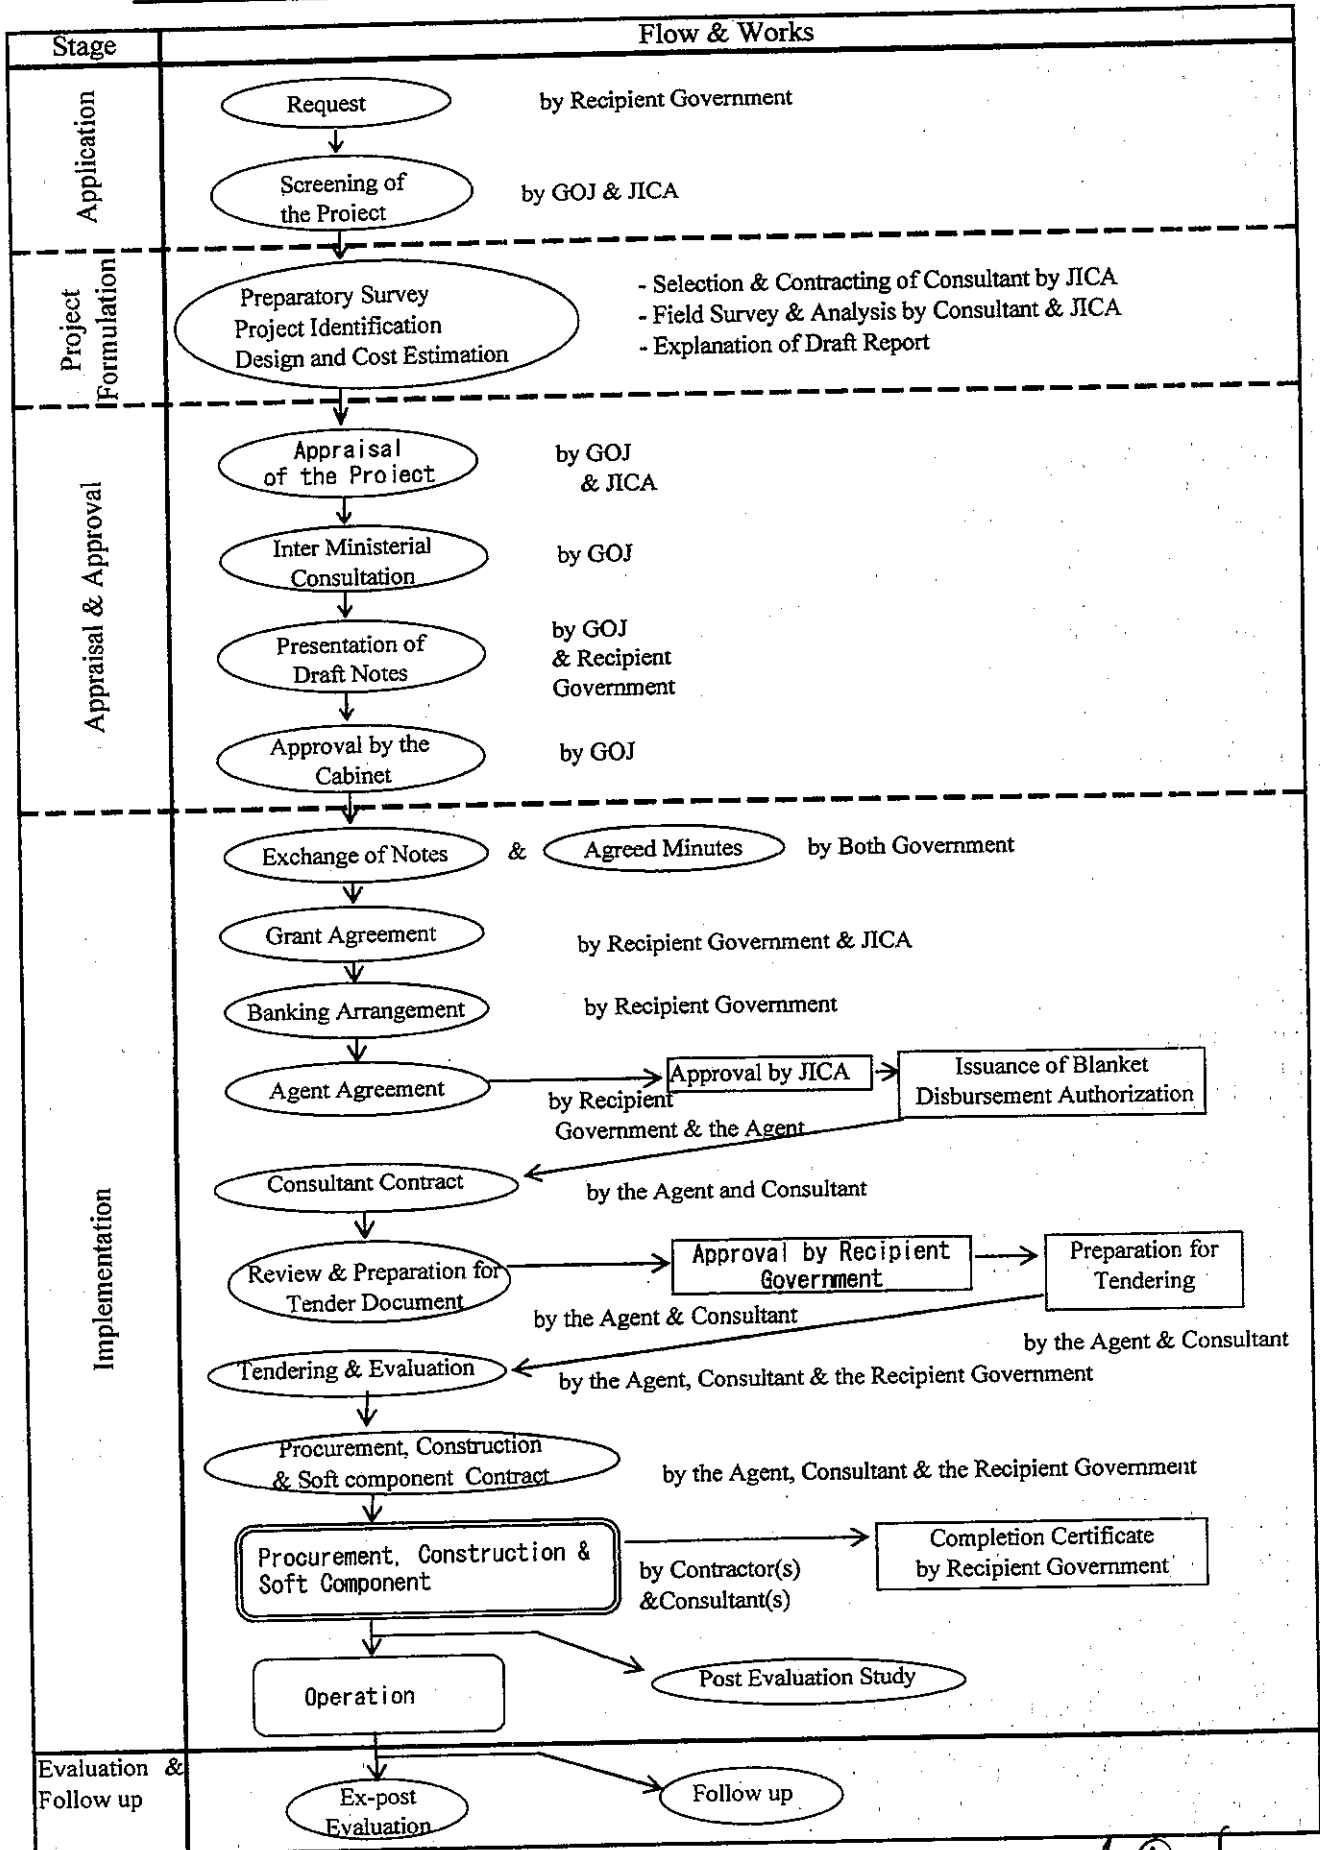 Stage
Flow & Works
Application
Request
by Recipient Government
Screening of
the Project
by GOJ & JICA
Project
Formulation
Preparatory Survey
Project Identification
Design and Cost Estimation
- Selection & Contracting of Consultant by JICA
- Field Survey & Analysis by Consultant & JICA
- Explanation of Draft Report
Appraisal & Approval
Appraisal
of the Project
by GOJ
& JICA
Inter Ministerial
Consultation
by GOJ
Presentation of
Draft Notes
by GOJ
& Recipient
Government
Approval by the
Cabinet
by GOJ
Implementation
Exchange of Notes
&
Agreed Minutes
by Both Government
Grant Agreement
by Recipient Government & JICA
Banking Arrangement
by Recipient Government
Agent Agreement
by Recipient
Government & the Agent
Approval by JICA
Issuance of Blanket
Disbursement Authorization
Consultant Contract
by the Agent and Consultant
Review & Preparation for
Tender Document
by the Agent & Consultant
Approval by Recipient
Government
Preparation for
Tendering
by the Agent & Consultant
Tendering & Evaluation
by the Agent, Consultant & the Recipient Government
Procurement, Construction
& Soft component Contract
by the Agent, Consultant & the Recipient Government
Procurement, Construction &
Soft Component
by Contractor(s)
&Consultant(s)
Completion Certificate
by Recipient Government
Operation
Post Evaluation Study
Evaluation &
Follow up
Ex-post
Evaluation
Follow up